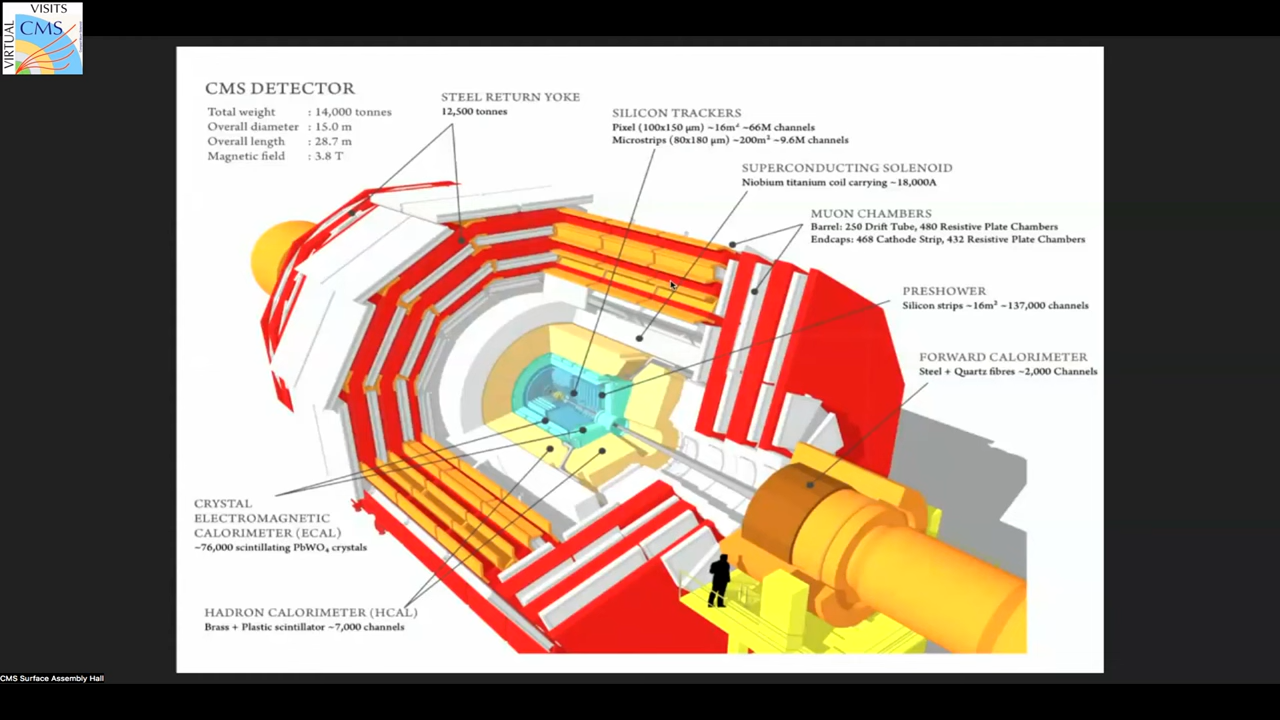 VISITS
VIRTUAL
CMS
CMS DETECTOR
Total weight : 14,000 tonnes
Overall diameter : 15.0 m
Overall length : 28.7 m
Magnetic field : 3.8 T
STEEL RETURN YOKE
12,500 tonnes
SILICON TRACKERS
Pixel (100x150 μm) ~16m² ~66M channels
Microstrips (80x180 μm) ~200m² ~9.6M channels
SUPERCONDUCTING SOLENOID
Niobium titanium coil carrying ~18,000A
MUON CHAMBERS
Barrel: 250 Drift Tube, 480 Resistive Plate Chambers
Endcaps: 468 Cathode Strip, 432 Resistive Plate Chambers
PRESHOWER
Silicon strips ~16m² ~137,000 channels
FORWARD CALORIMETER
Steel + Quartz fibres ~2,000 Channels
CRYSTAL
ELECTROMAGNETIC
CALORIMETER (ECAL)
~76,000 scintillating PbWO₄ crystals
HADRON CALORIMETER (HCAL)
Brass + Plastic scintillator ~7,000 channels
CMS Surface Assembly Hall